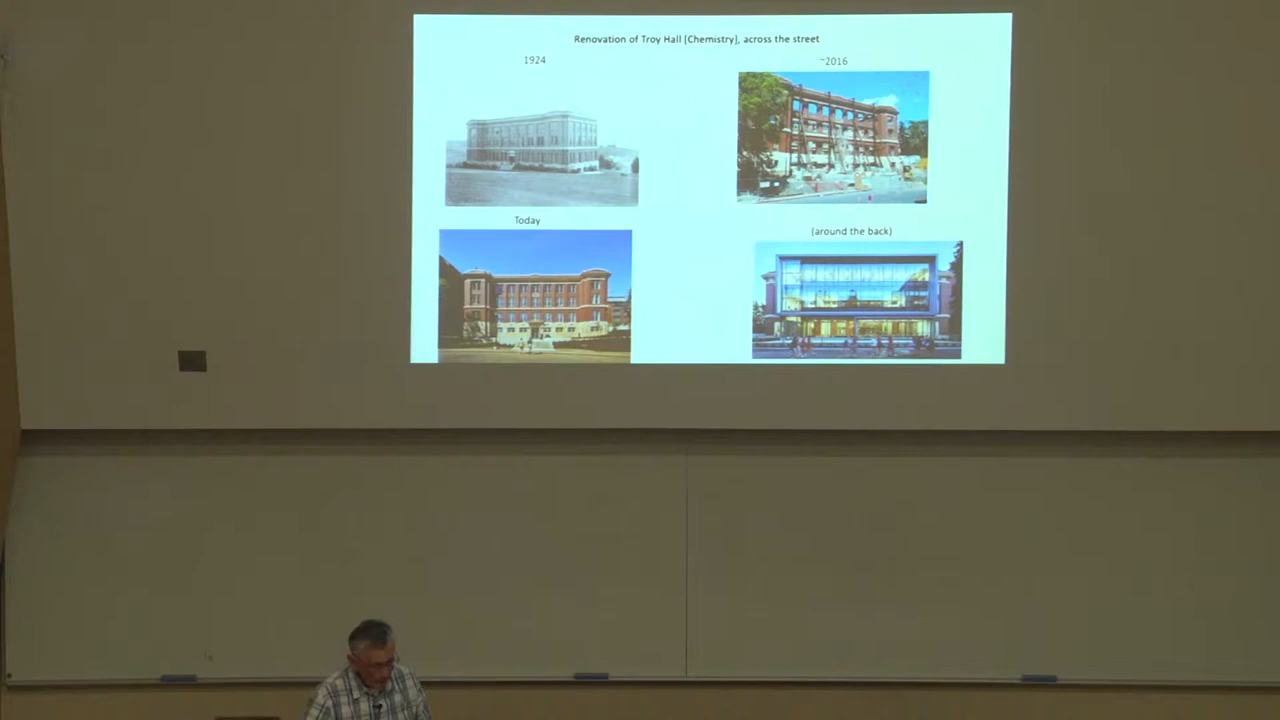 Renovation of Troy Hall [Chemistry], across the street
1924
~2016
Today
(around the back)